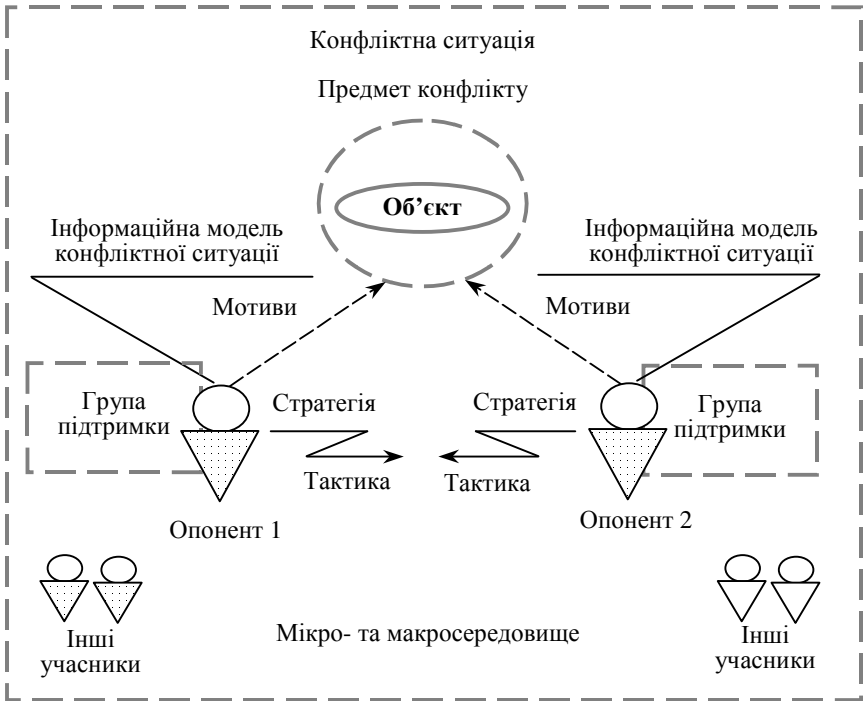 Конфліктна ситуація
Предмет конфлікту
Об’єкт
Інформаційна модель
конфліктної ситуації
Інформаційна модель
конфліктної ситуації
Мотиви
Мотиви
Група
підтримки
Стратегія
Стратегія
Група
підтримки
Тактика
Тактика
Опонент 1
Опонент 2
Інші
учасники
Мікро- та макросередовище
Інші
учасники